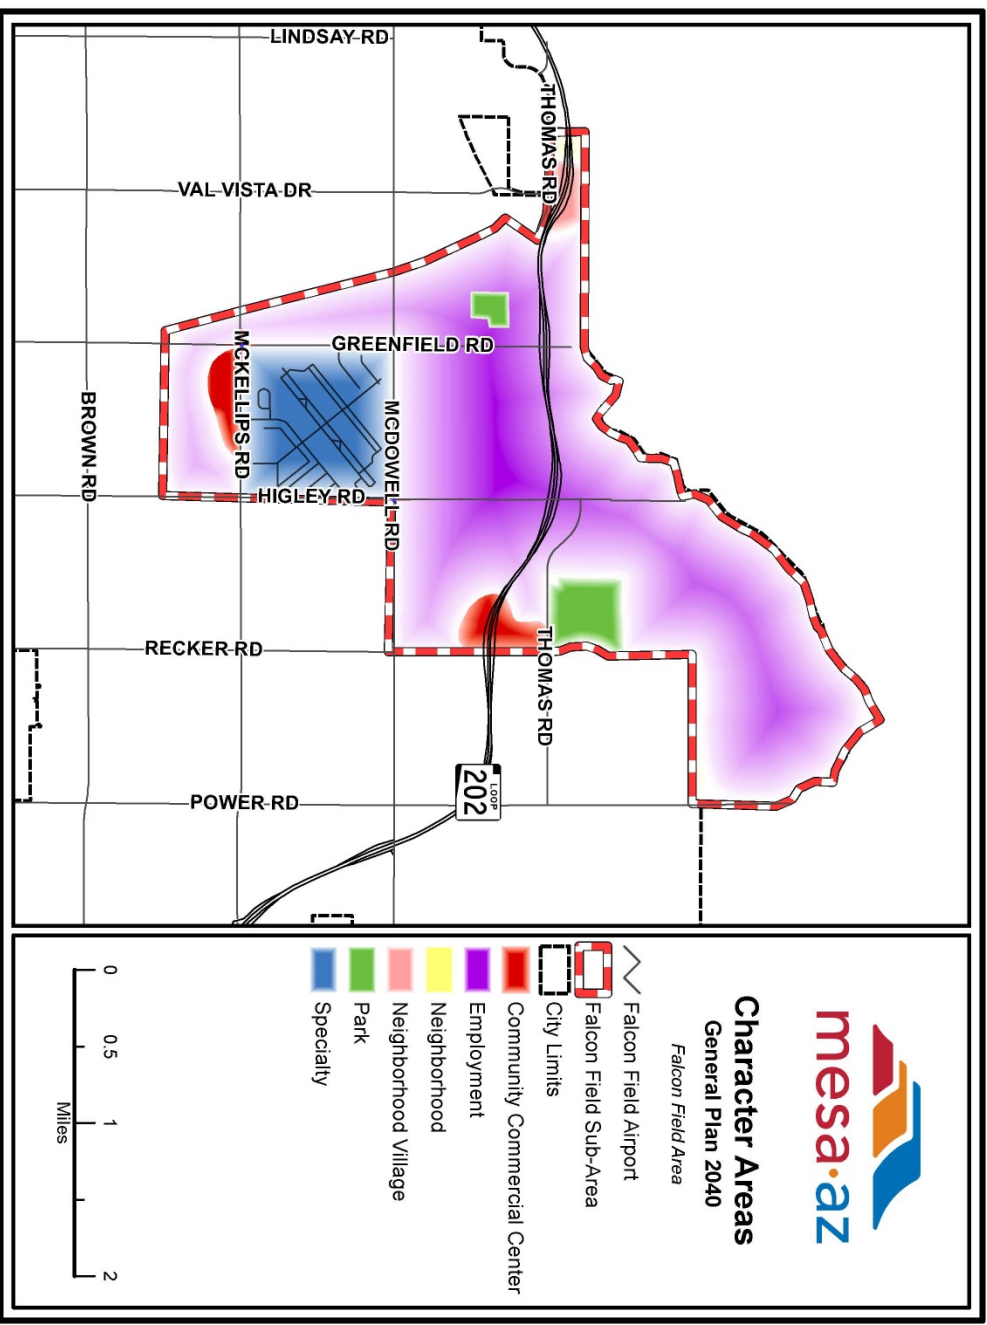 mesa·az
Character Areas
General Plan 2040
Falcon Field Area
Falcon Field Airport
Falcon Field Sub-Area
City Limits
Community Commercial Center
Employment
Neighborhood
Neighborhood Village
Park
Specialty
0 0.5 1 2
Miles
LINDSAY RD
THOMAS RD
VAL VISTA DR
GREENFIELD RD
MCKELLIPS RD
MCDOWELL RD
BROWN RD
HIGLEY RD
RECKER RD
THOMAS RD
LOOP
202
POWER RD